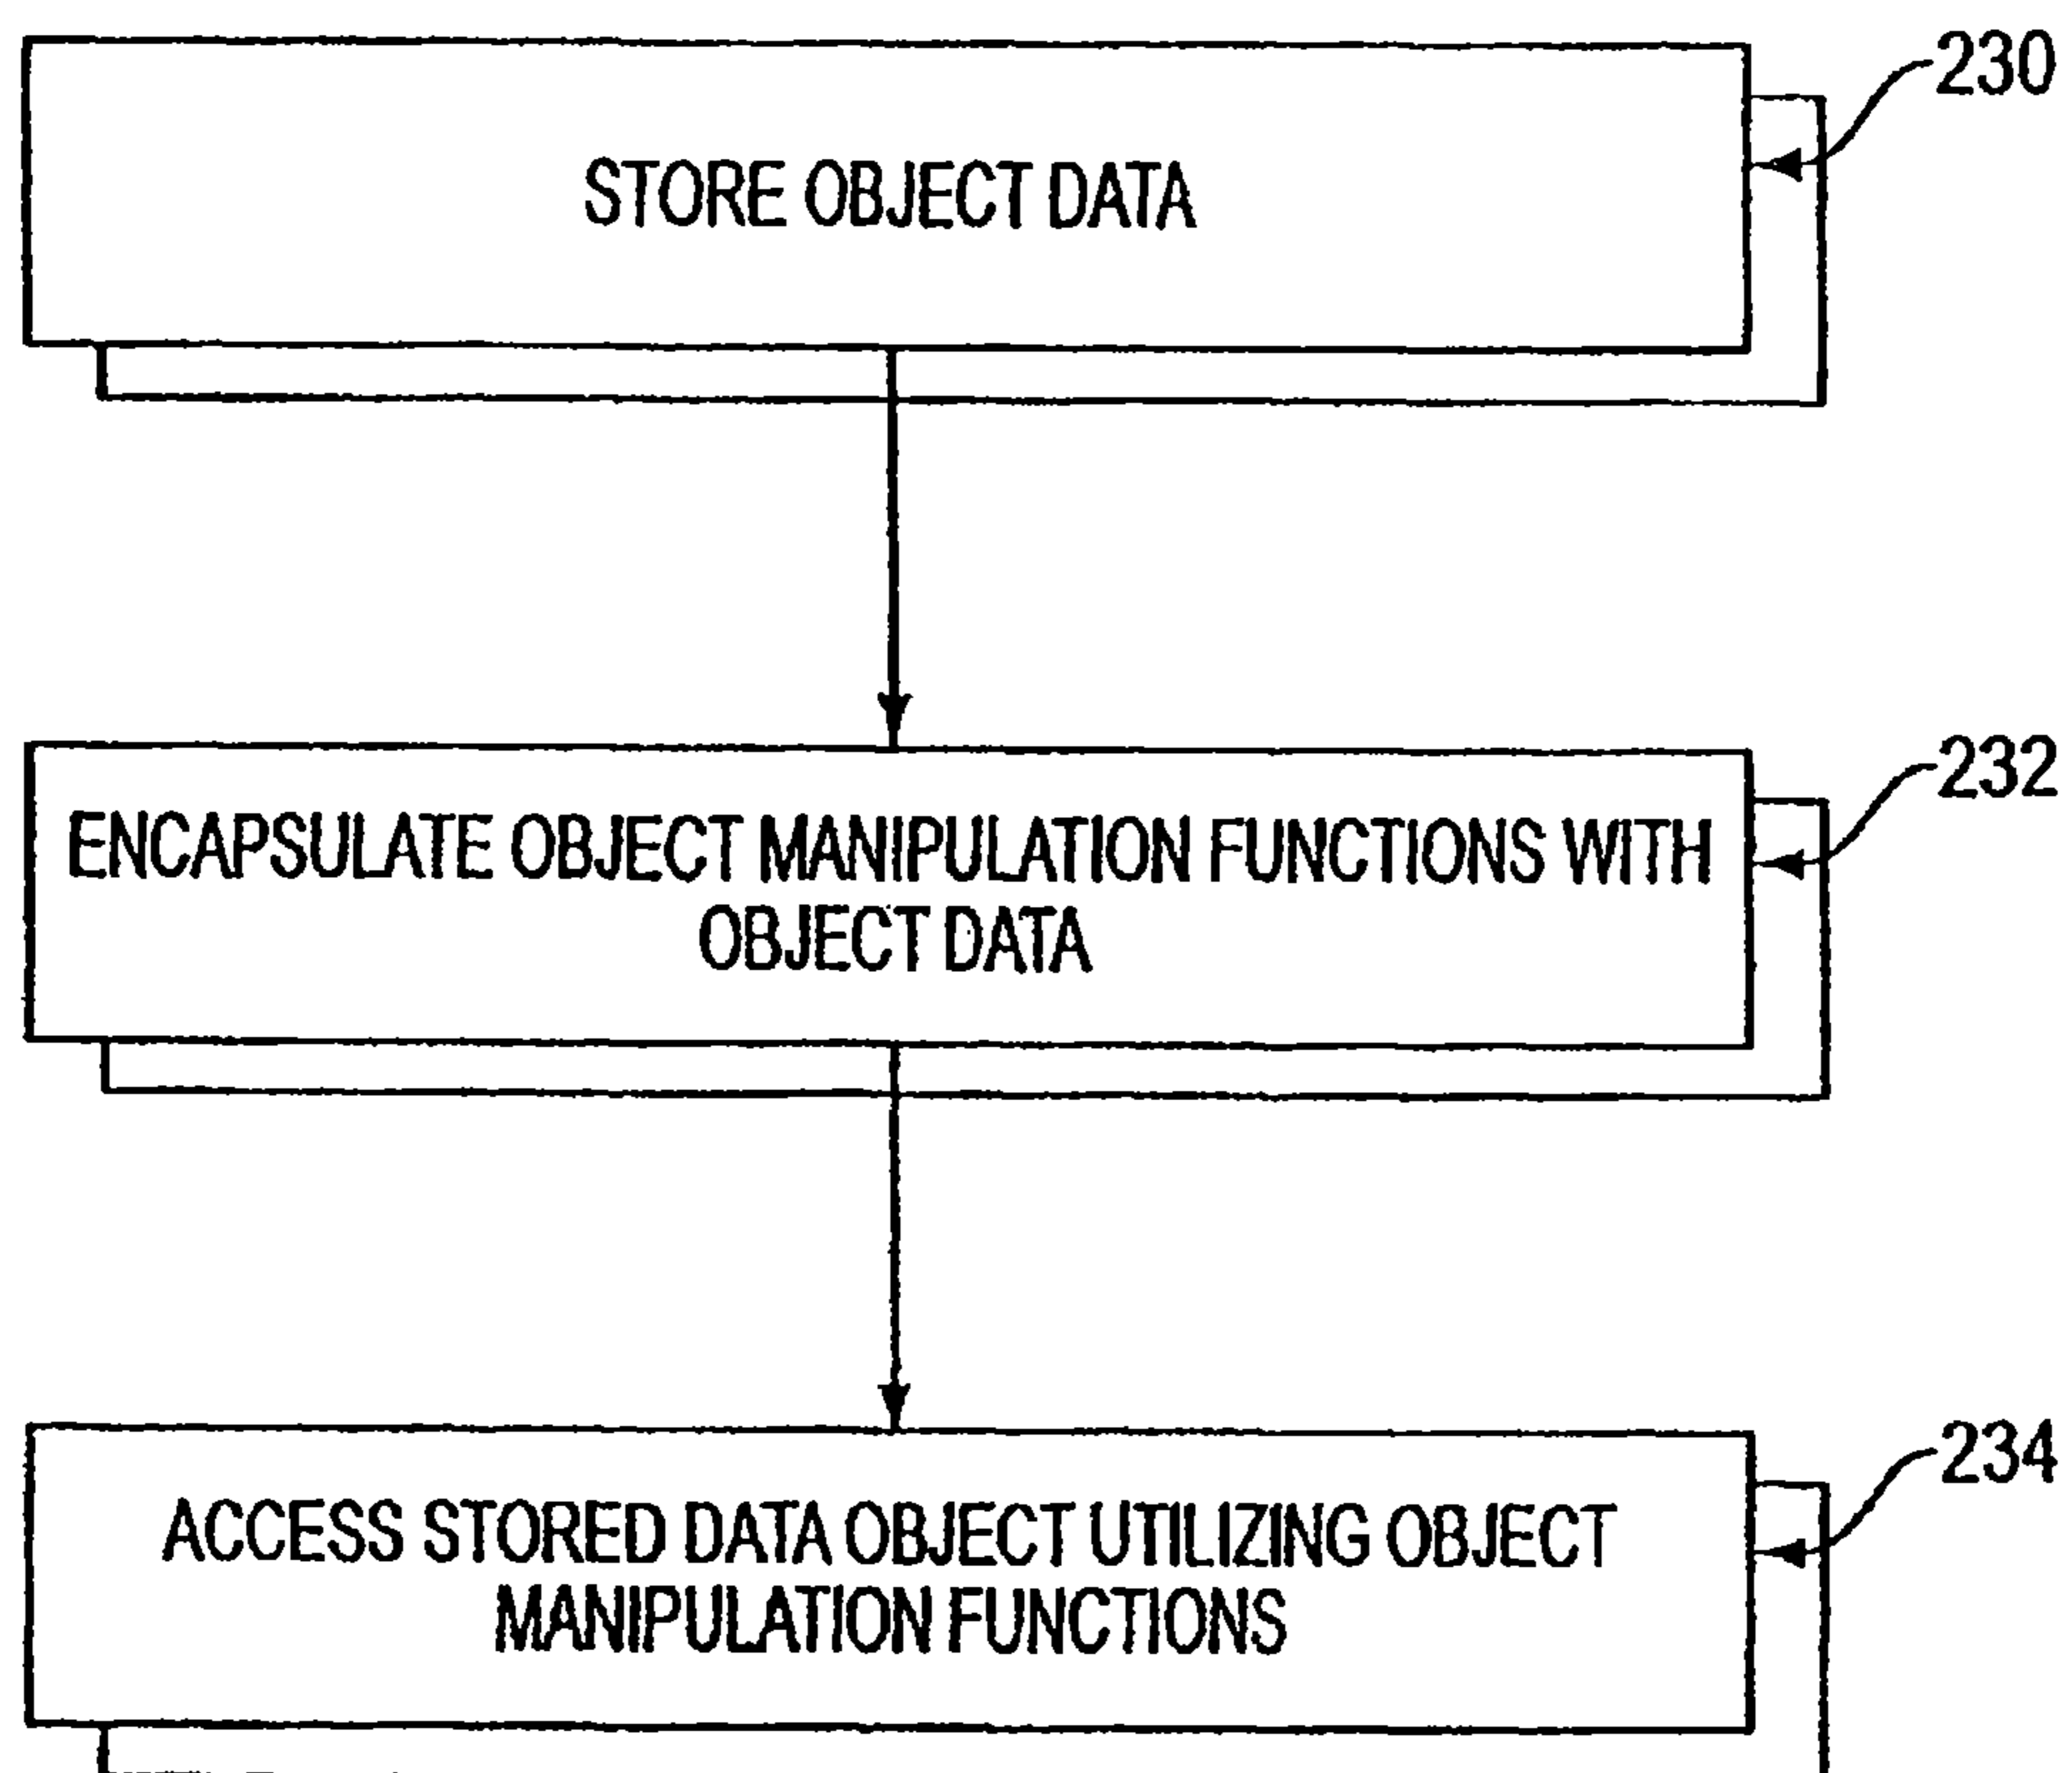 230
STORE OBJECT DATA
232
ENCAPSULATE OBJECT MANIPULATION FUNCTIONS WITH
OBJECT DATA
234
ACCESS STORED DATA OBJECT UTILIZING OBJECT
MANIPULATION FUNCTIONS